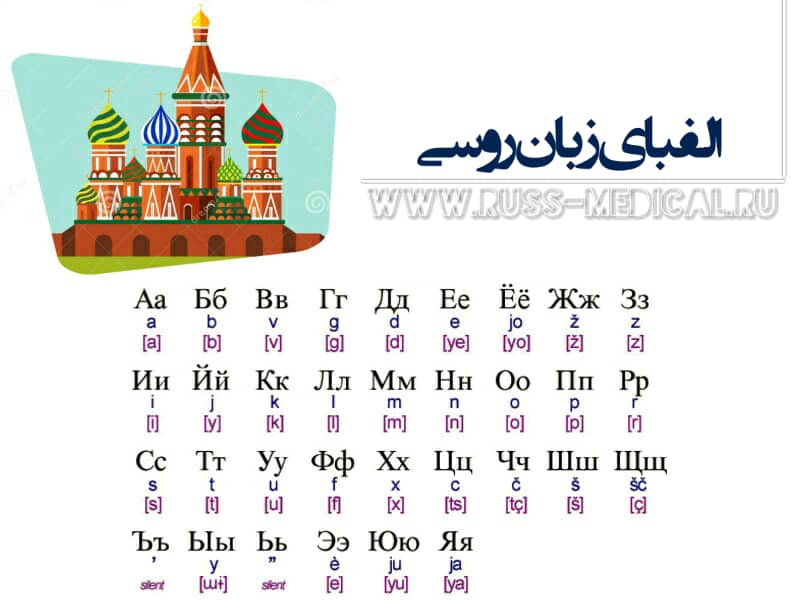 الفبای زبان روسی
WWW.RUSS-MEDICAL.RU
Аа Бб Вв Гг Дд Ее Ёё Жж Зз
a b v g d e jo ž z
[a] [b] [v] [g] [d] [ye] [yo] [ž] [z]
Ии Йй Кк Лл Мм Нн Оо Пп Рр
i j k l m n o p r
[i] [y] [k] [l] [m] [n] [o] [p] [r]
Сс Тт Уу Фф Хх Цц Чч Шш Щщ
s t u f x c č š šč
[s] [t] [u] [f] [x] [ts] [tç] [š] [ç]
Ъъ Ыы Ьь Ээ Юю Яя
’ y ” è ju ja
silent [ɯɨ] silent [e] [yu] [ya]